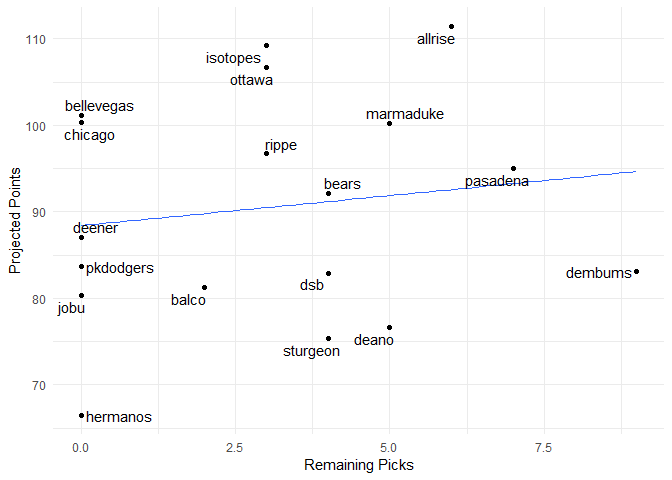 110
allrise
isotopes
ottawa
bellevegas
marmaduke
100
chicago
rippe
bears
pasadena
90
deener
pkdodgers
dembums
dsb
80
jobu
balco
deano
sturgeon
70
hermanos
0.0 2.5 5.0 7.5
Remaining Picks
Projected Points